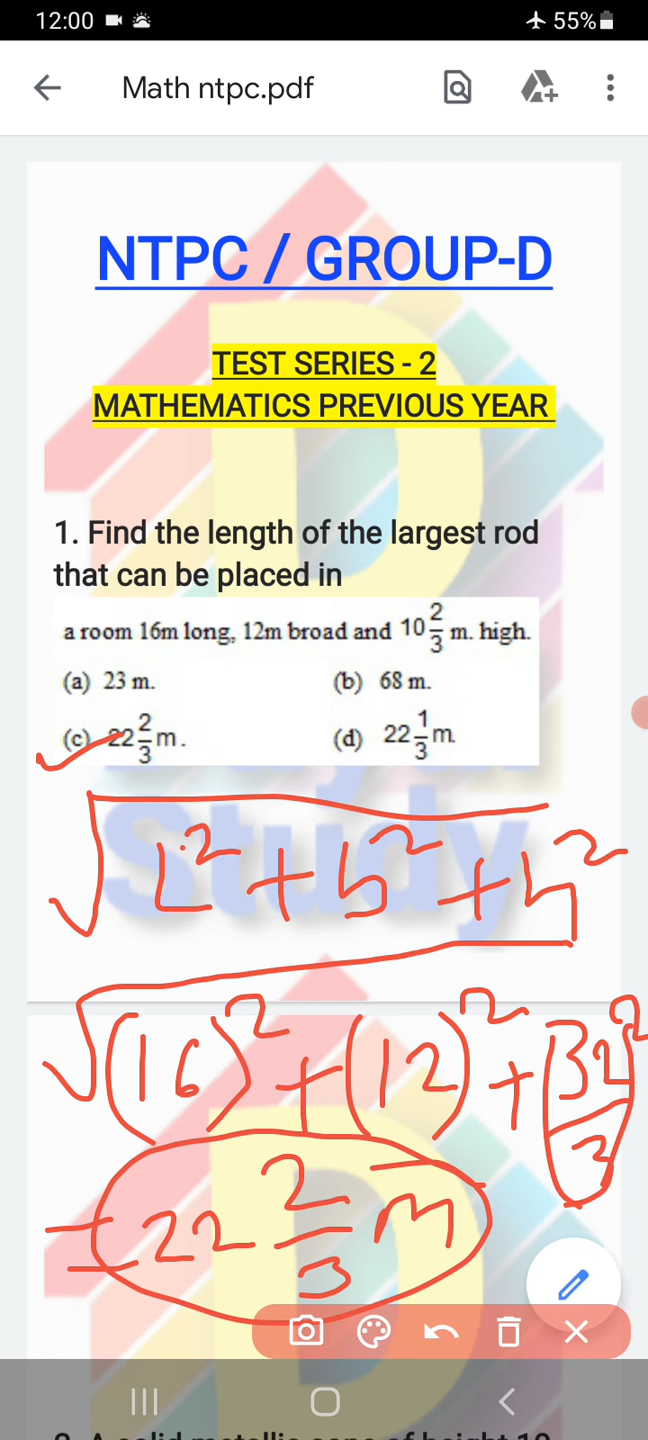 12:00
55%
Math ntpc.pdf
NTPC / GROUP-D
TEST SERIES - 2
MATHEMATICS PREVIOUS YEAR
1. Find the length of the largest rod
that can be placed in
a room 16m long, 12m broad and 10 2/3 m. high.
(a) 23 m. (b) 68 m.
(c) 22 2/3 m. (d) 22 1/3 m.
Study
√L²+b²+h²
√(16)²+(12)²+(32/3)²
= 22 2/3 m